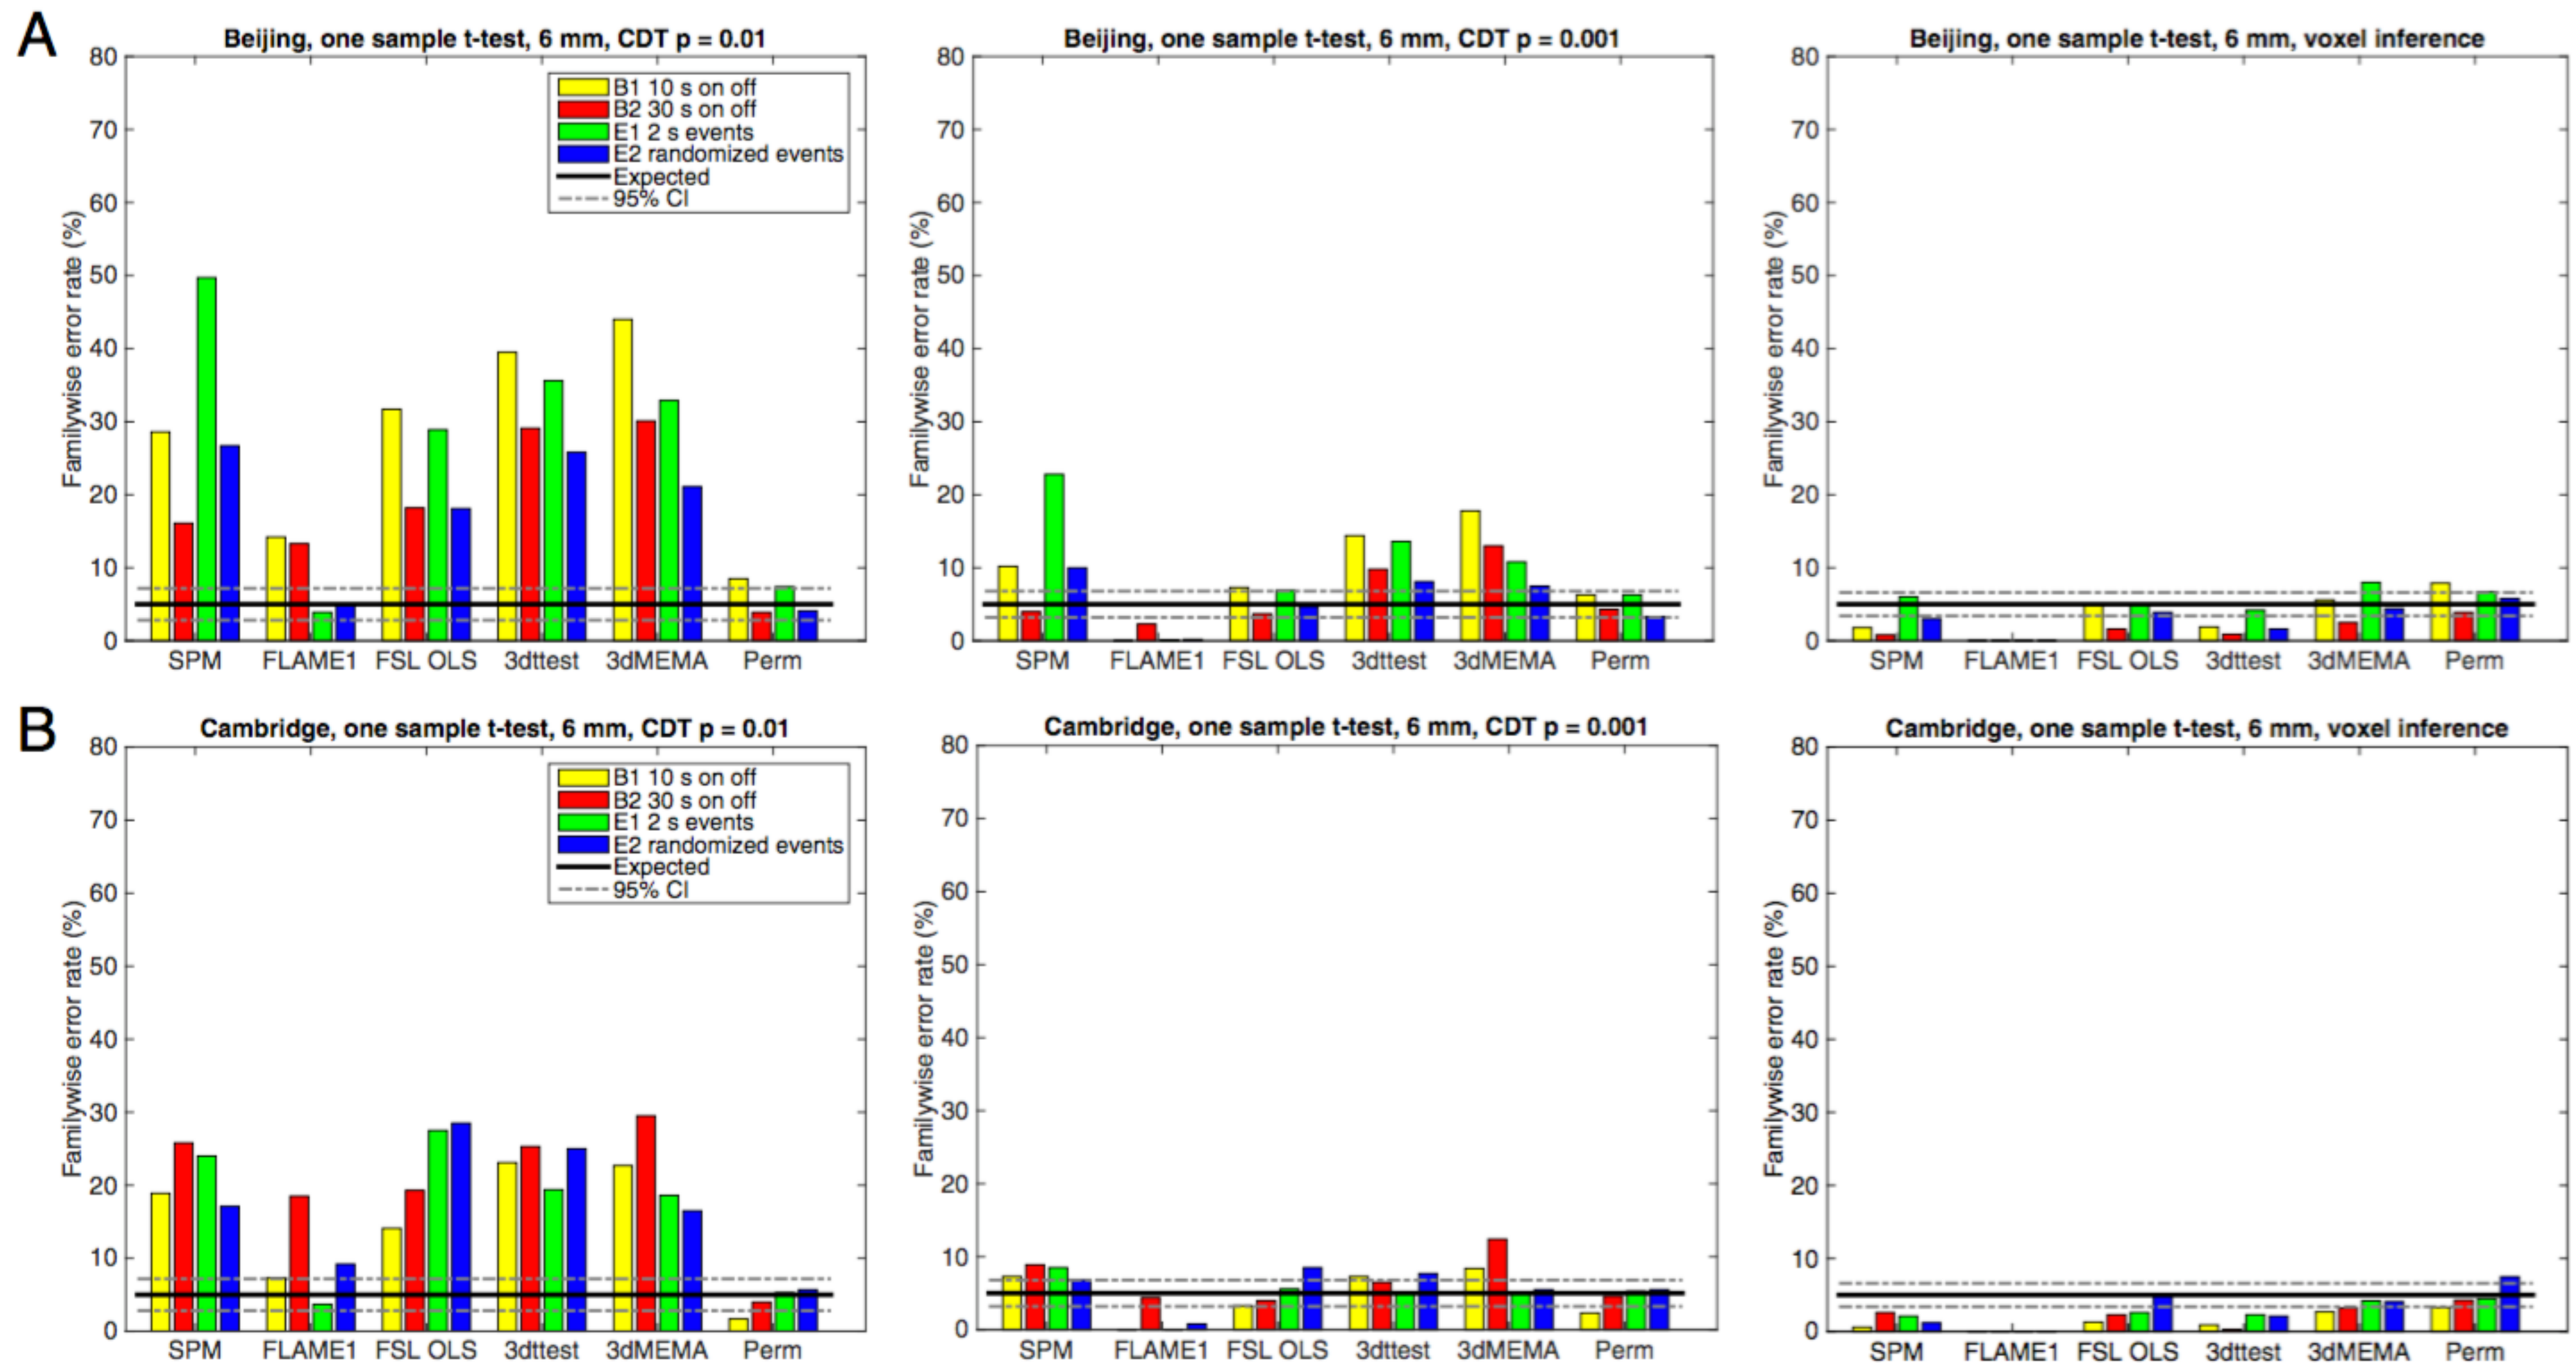 A
Beijing, one sample t-test, 6 mm, CDT p = 0.01
80
70
60
50
40
30
20
10
0
Familywise error rate (%)
B1 10 s on off
B2 30 s on off
E1 2 s events
E2 randomized events
Expected
95% CI
SPM FLAME1 FSL OLS 3dttest 3dMEMA Perm
Beijing, one sample t-test, 6 mm, CDT p = 0.001
80
70
60
50
40
30
20
10
0
Familywise error rate (%)
SPM FLAME1 FSL OLS 3dttest 3dMEMA Perm
Beijing, one sample t-test, 6 mm, voxel inference
80
70
60
50
40
30
20
10
0
Familywise error rate (%)
SPM FLAME1 FSL OLS 3dttest 3dMEMA Perm
B
Cambridge, one sample t-test, 6 mm, CDT p = 0.01
80
70
60
50
40
30
20
10
0
Familywise error rate (%)
B1 10 s on off
B2 30 s on off
E1 2 s events
E2 randomized events
Expected
95% CI
SPM FLAME1 FSL OLS 3dttest 3dMEMA Perm
Cambridge, one sample t-test, 6 mm, CDT p = 0.001
80
70
60
50
40
30
20
10
0
Familywise error rate (%)
SPM FLAME1 FSL OLS 3dttest 3dMEMA Perm
Cambridge, one sample t-test, 6 mm, voxel inference
80
70
60
50
40
30
20
10
0
Familywise error rate (%)
SPM FLAME1 FSL OLS 3dttest 3dMEMA Perm